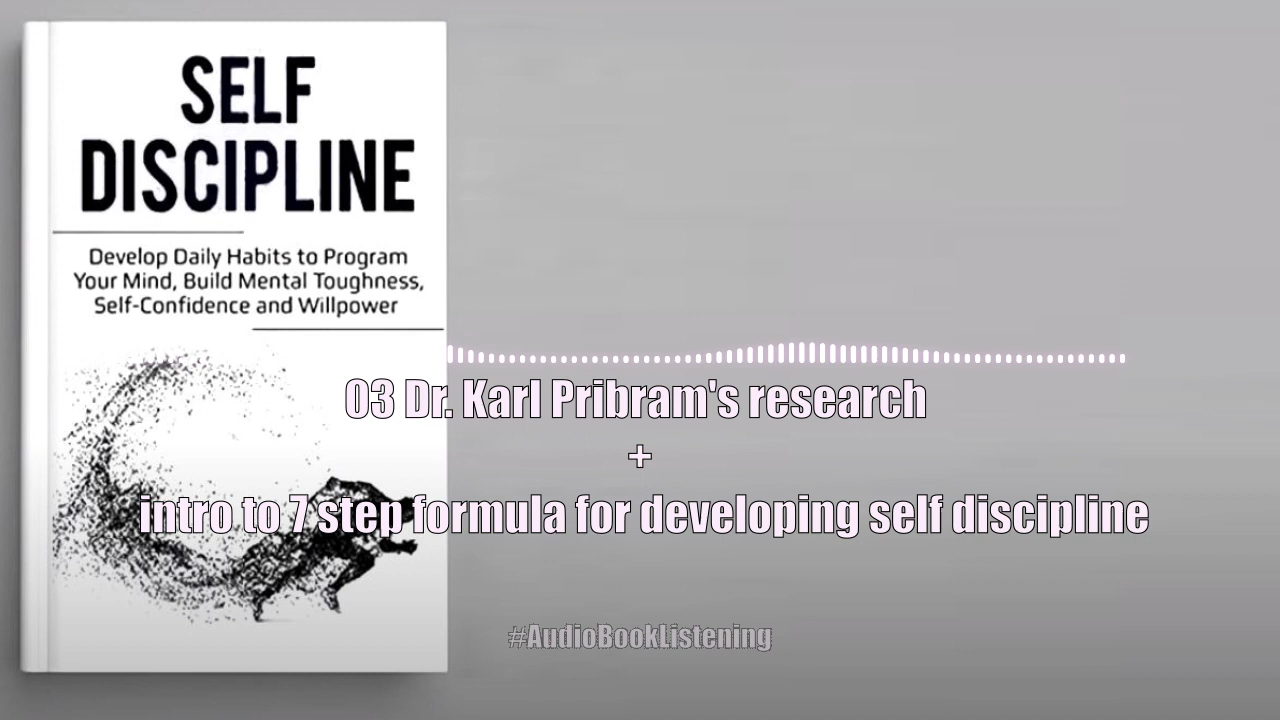 SELF
DISCIPLINE
Develop Daily Habits to Program
Your Mind, Build Mental Toughness,
Self-Confidence and Willpower
03 Dr. Karl Pribram's research
+
intro to 7 step formula for developing self discipline
#AudioBookListening